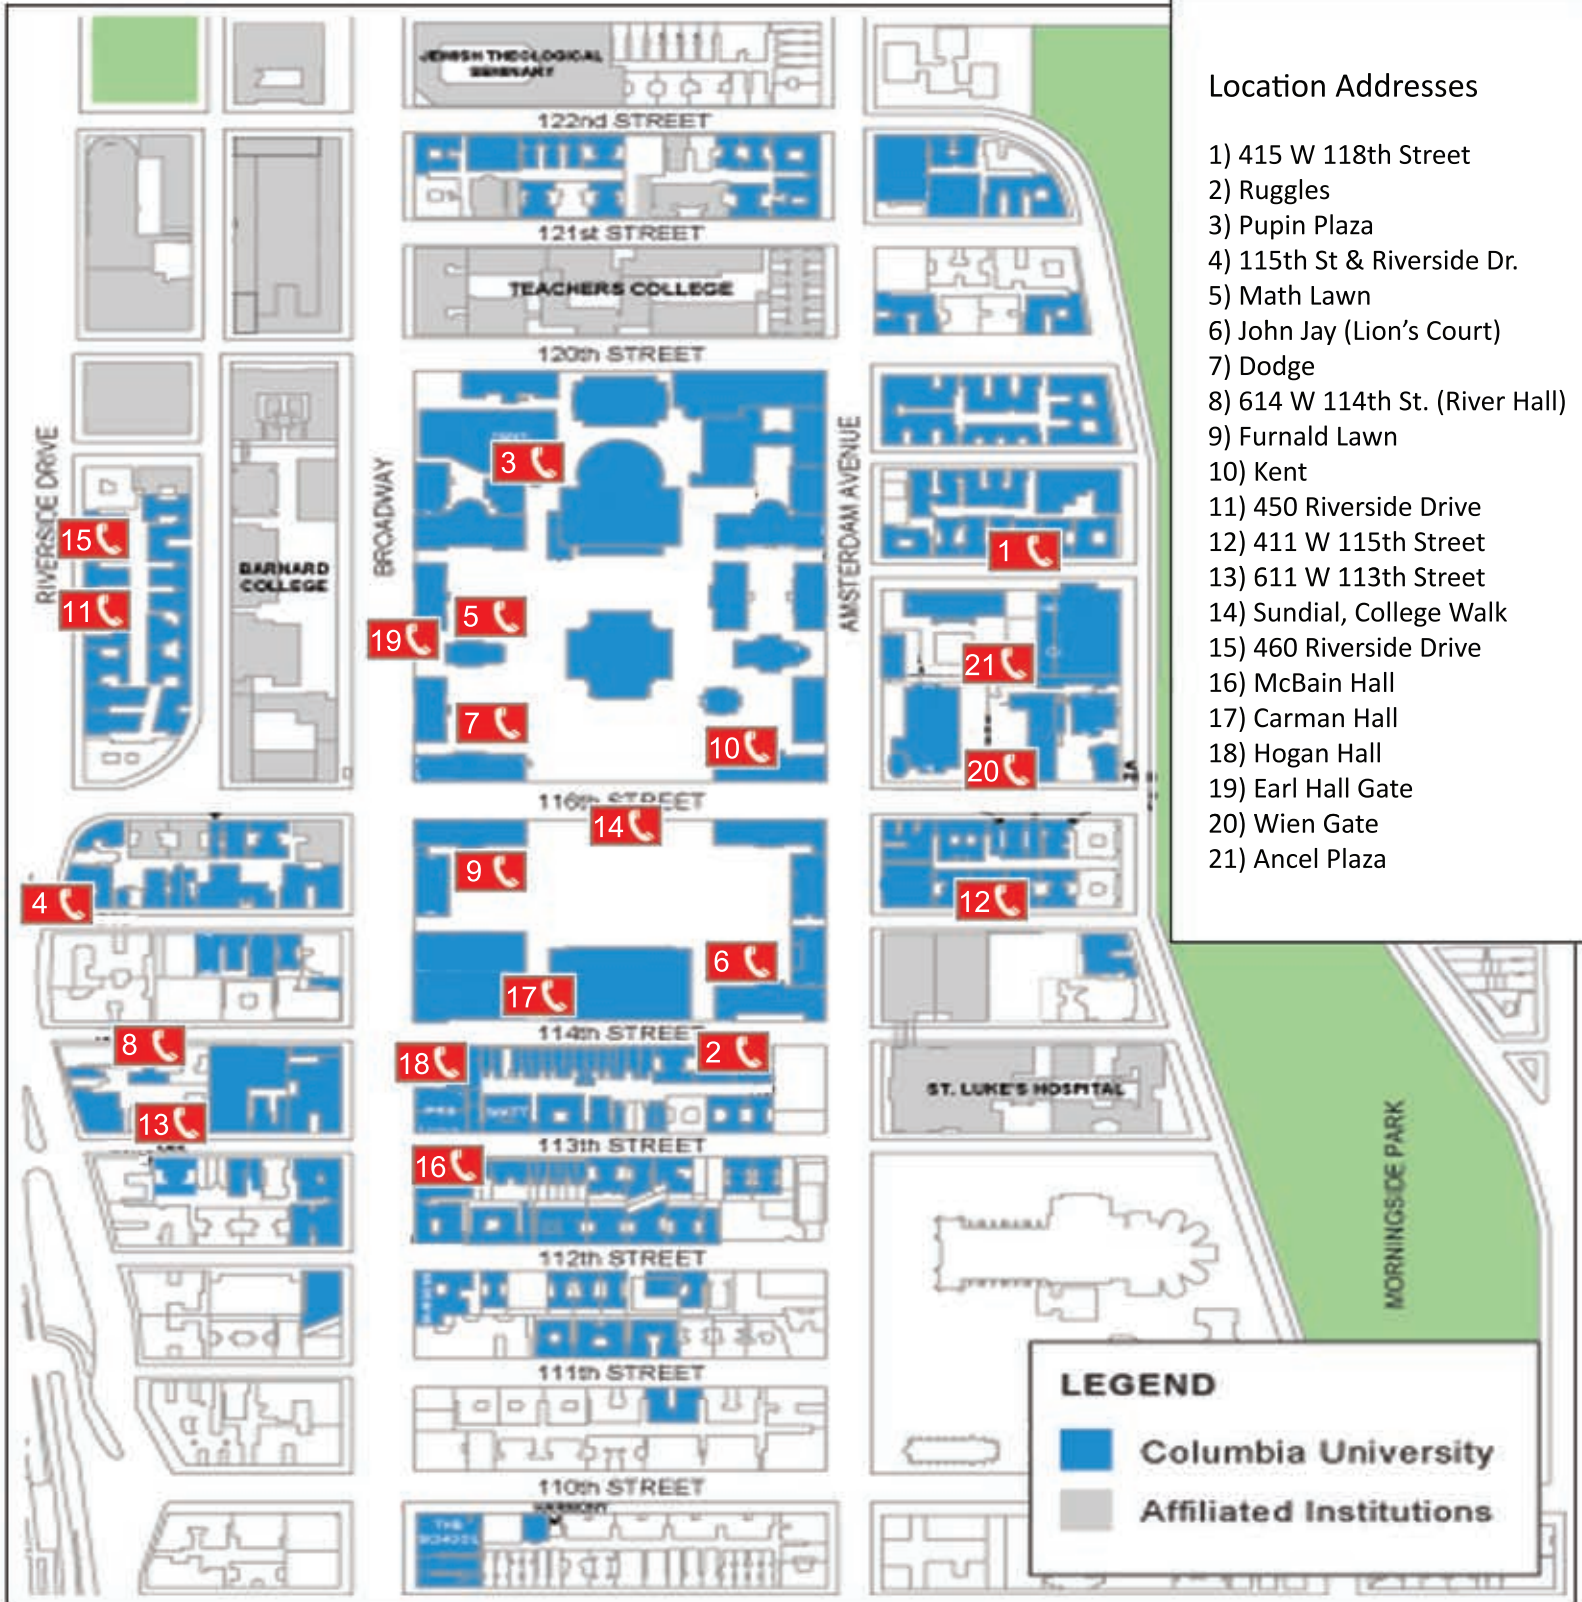 JEWISH THEOLOGICAL
SEMINARY
122nd STREET
121st STREET
TEACHERS COLLEGE
120th STREET
RIVERSIDE DRIVE
BROADWAY
AMSTERDAM AVENUE
3
15
11
BARNARD
COLLEGE
1
5
19
21
7
10
20
116th STREET
14
9
4
12
6
17
114th STREET
8
18
2
13
ST. LUKE'S HOSPITAL
113th STREET
16
112th STREET
111th STREET
110th STREET
HARMONY
THE
SCHOOL
MORNINGSIDE PARK
Location Addresses
1) 415 W 118th Street
2) Ruggles
3) Pupin Plaza
4) 115th St & Riverside Dr.
5) Math Lawn
6) John Jay (Lion’s Court)
7) Dodge
8) 614 W 114th St. (River Hall)
9) Furnald Lawn
10) Kent
11) 450 Riverside Drive
12) 411 W 115th Street
13) 611 W 113th Street
14) Sundial, College Walk
15) 460 Riverside Drive
16) McBain Hall
17) Carman Hall
18) Hogan Hall
19) Earl Hall Gate
20) Wien Gate
21) Ancel Plaza
LEGEND
Columbia University
Affiliated Institutions